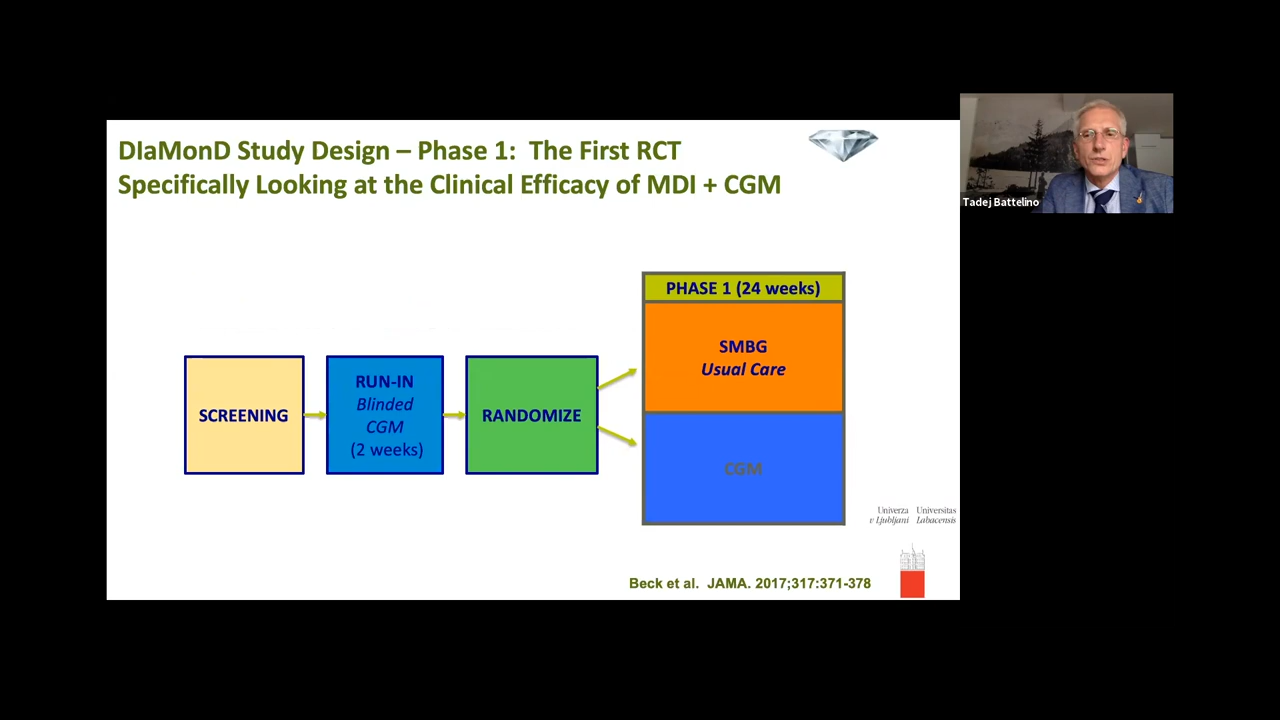 DIaMonD Study Design – Phase 1: The First RCT
Specifically Looking at the Clinical Efficacy of MDI + CGM
Tadej Battelino
PHASE 1 (24 weeks)
SMBG
Usual Care
SCREENING
RUN-IN
Blinded
CGM
(2 weeks)
RANDOMIZE
CGM
Univerza Universitas
v Ljubljani Labacensis
Beck et al. JAMA. 2017;317:371-378